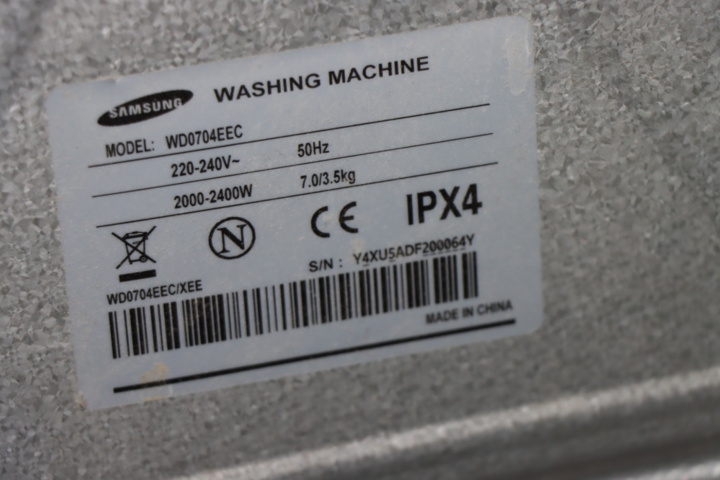 SAMSUNG WASHING MACHINE
MODEL: WD0704EEC
220-240V~ 50Hz
2000-2400W 7.0/3.5kg
N CE IPX4
S/N : Y4XU5ADF200064Y
WD0704EEC/XEE
MADE IN CHINA